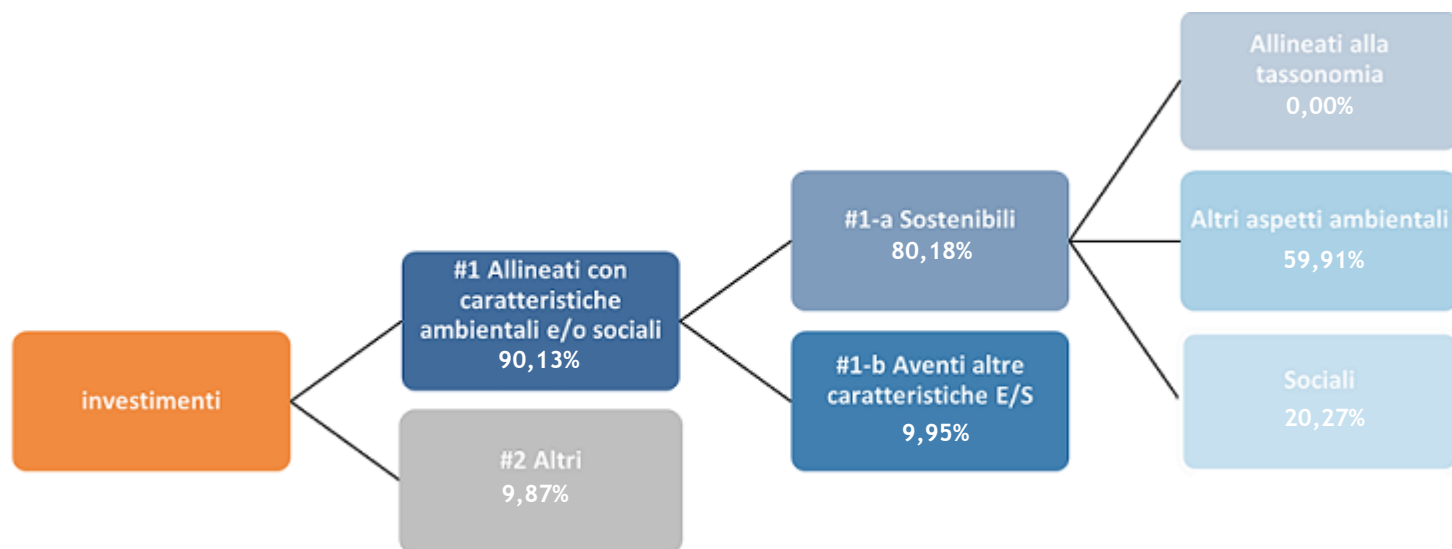 investimenti
#1 Allineati con
caratteristiche
ambientali e/o sociali
90,13%
#2 Altri
9,87%
#1-a Sostenibili
80,18%
#1-b Aventi altre
caratteristiche E/S
9,95%
Allineati alla
tassonomia
0,00%
Altri aspetti ambientali
59,91%
Sociali
20,27%